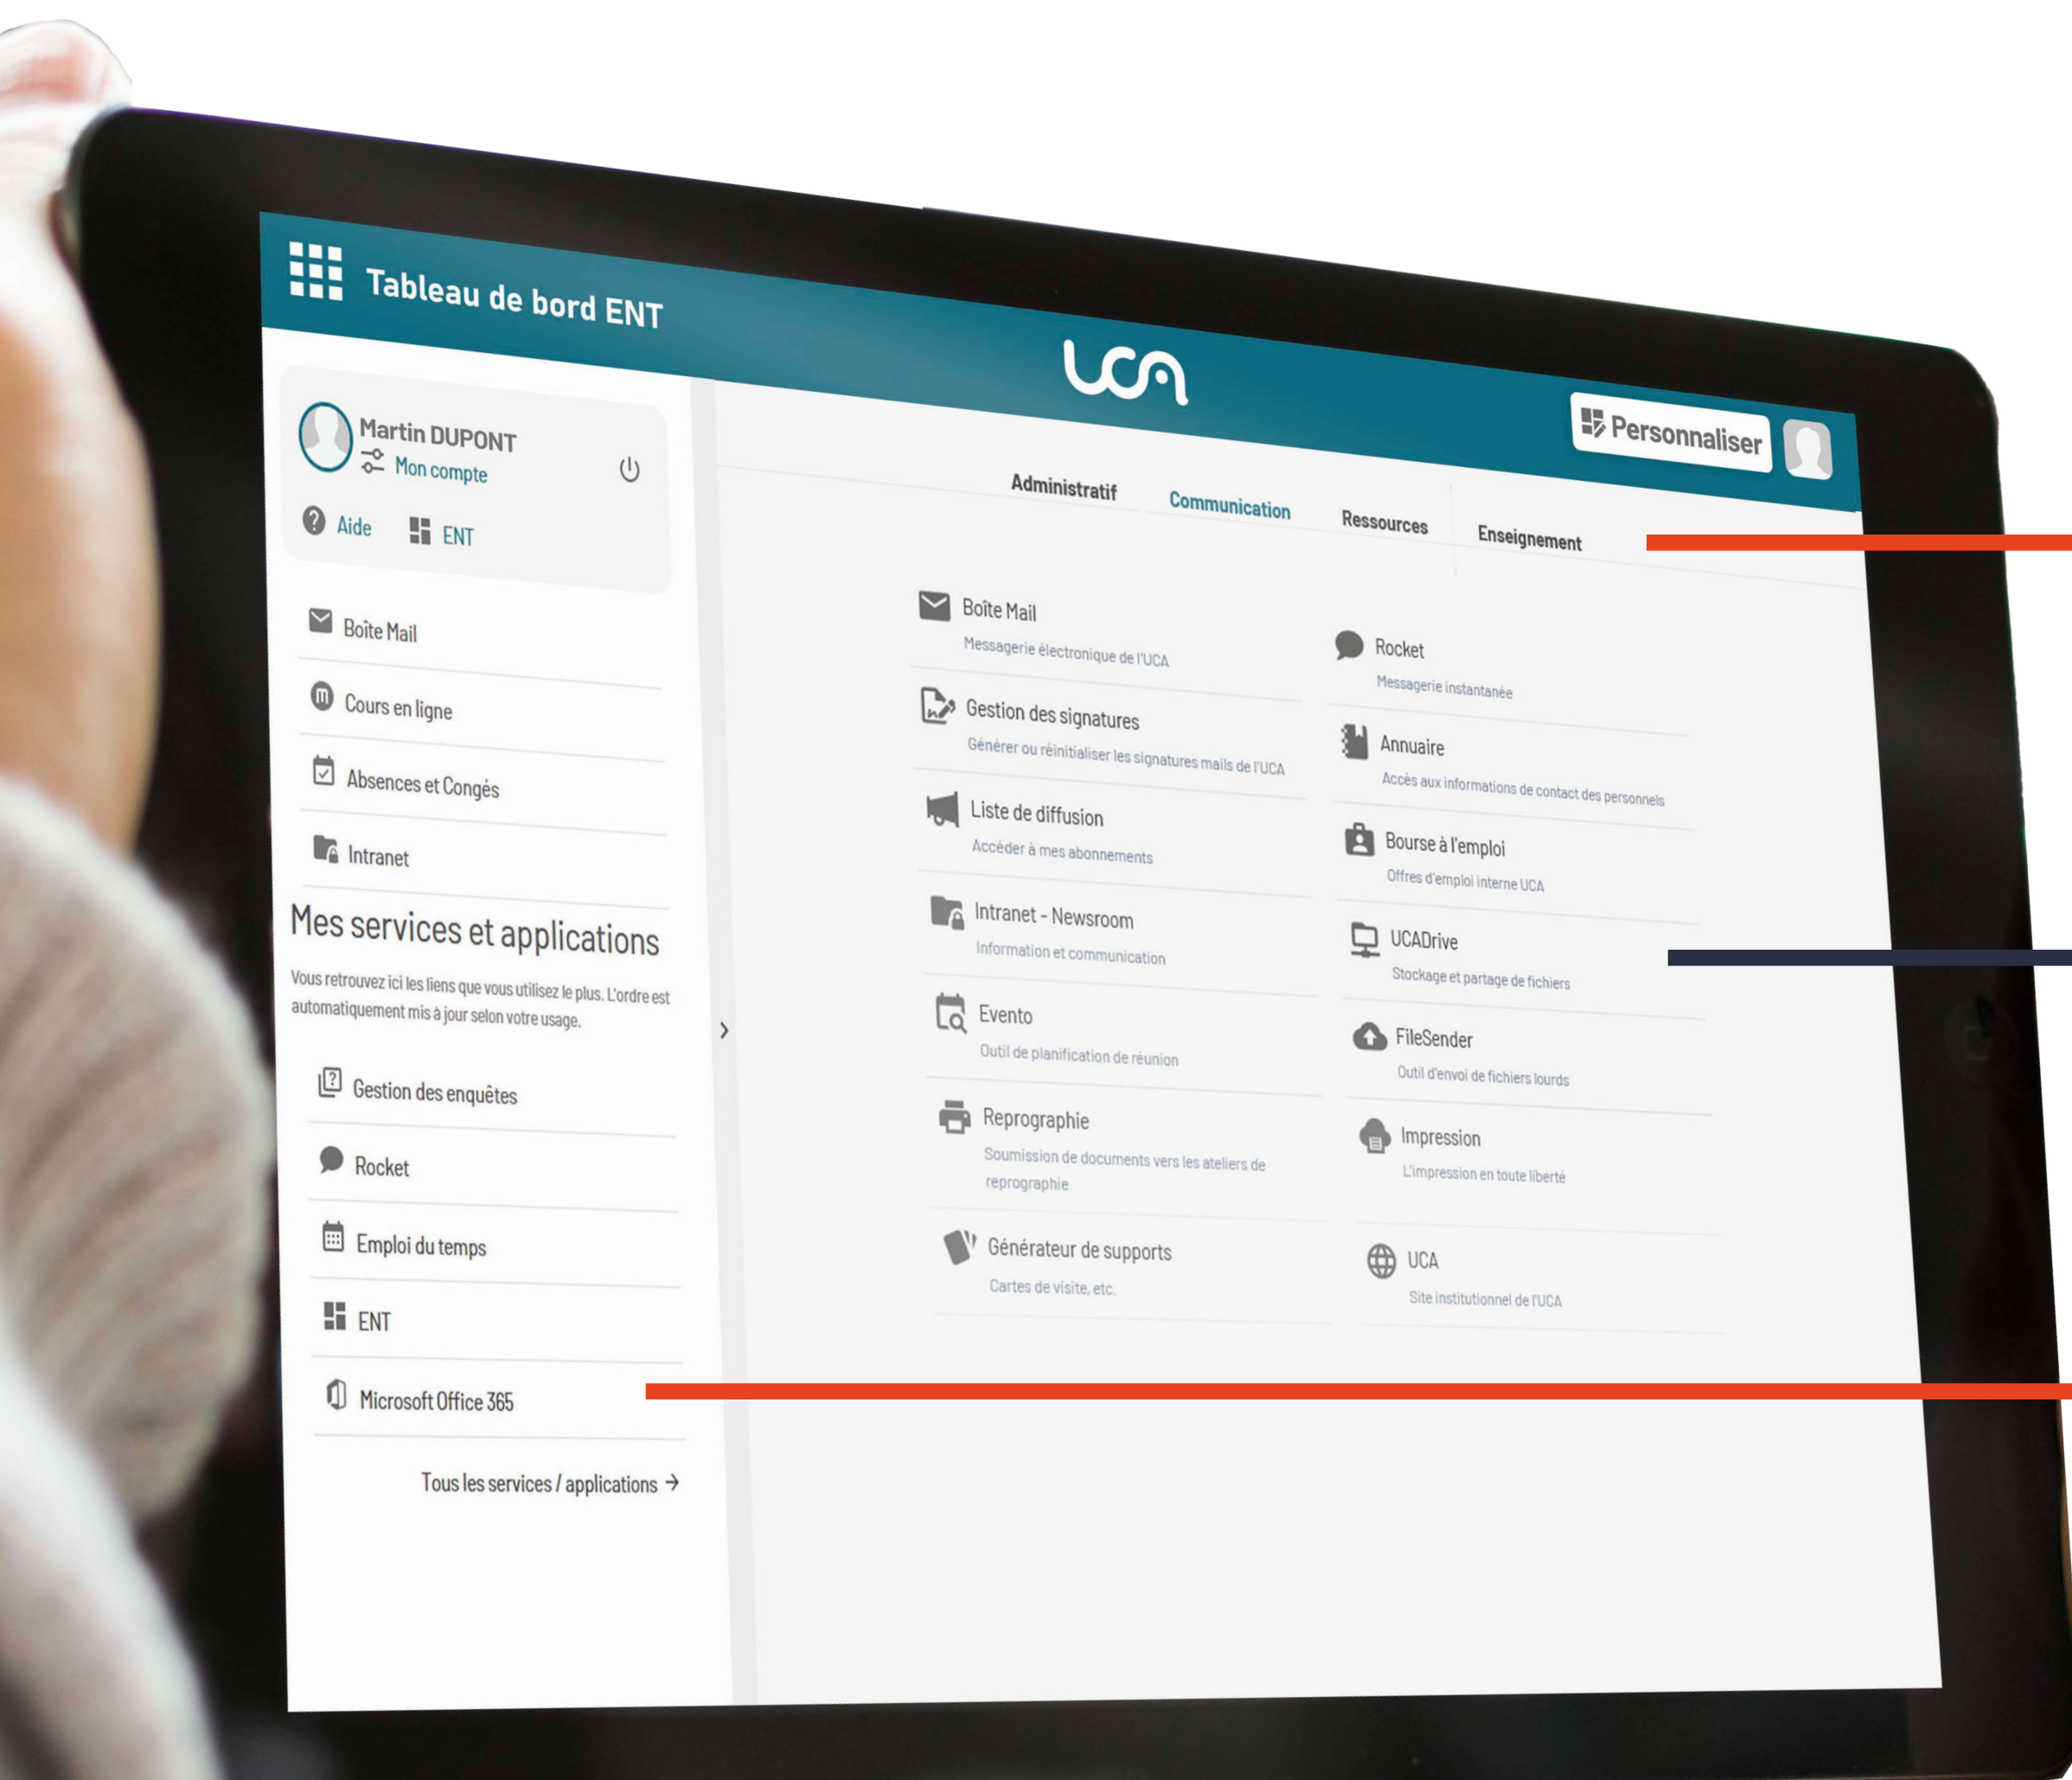 Tableau de bord ENT
uca
Personnaliser
Martin DUPONT
Mon compte
Aide
ENT
Boîte Mail
Cours en ligne
Absences et Congés
Intranet
Mes services et applications
Vous retrouvez ici les liens que vous utilisez le plus. L'ordre est
automatiquement mis à jour selon votre usage.
Gestion des enquêtes
Rocket
Emploi du temps
ENT
Microsoft Office 365
Tous les services / applications
Administratif
Communication
Ressources
Enseignement
Boîte Mail
Messagerie électronique de l'UCA
Gestion des signatures
Générer ou réinitialiser les signatures mails de l'UCA
Liste de diffusion
Accéder à mes abonnements
Intranet - Newsroom
Information et communication
Evento
Outil de planification de réunion
Reprographie
Soumission de documents vers les ateliers de
reprographie
Générateur de supports
Cartes de visite, etc.
Rocket
Messagerie instantanée
Annuaire
Accès aux informations de contact des personnels
Bourse à l'emploi
Offres d'emploi interne UCA
UCADrive
Stockage et partage de fichiers
FileSender
Outil d'envoi de fichiers lourds
Impression
L'impression en toute liberté
UCA
Site institutionnel de l'UCA